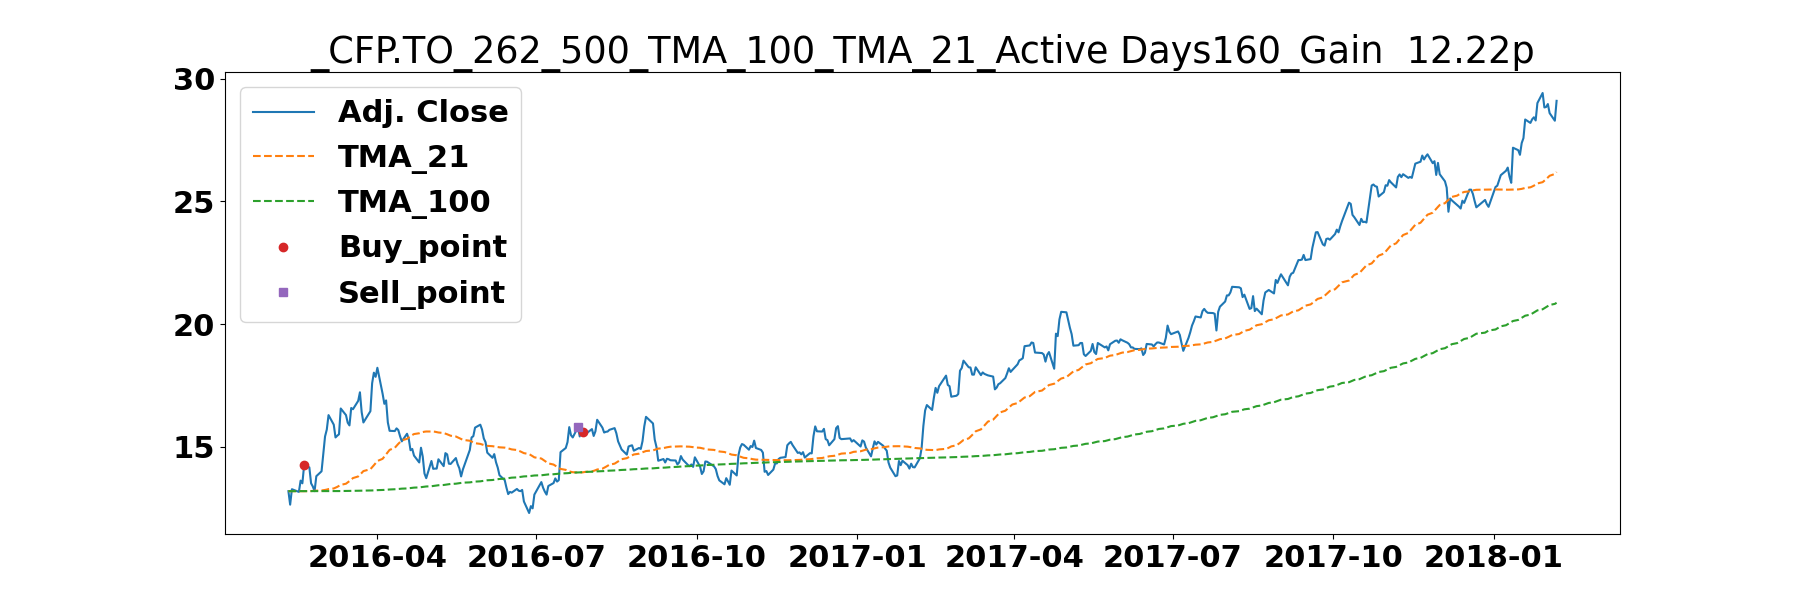 _CFP.TO_262_500_TMA_100_TMA_21_Active Days160_Gain  12.22p
30
25
20
15
Adj. Close
TMA_21
TMA_100
Buy_point
Sell_point
2016-04 2016-07 2016-10 2017-01 2017-04 2017-07 2017-10 2018-01